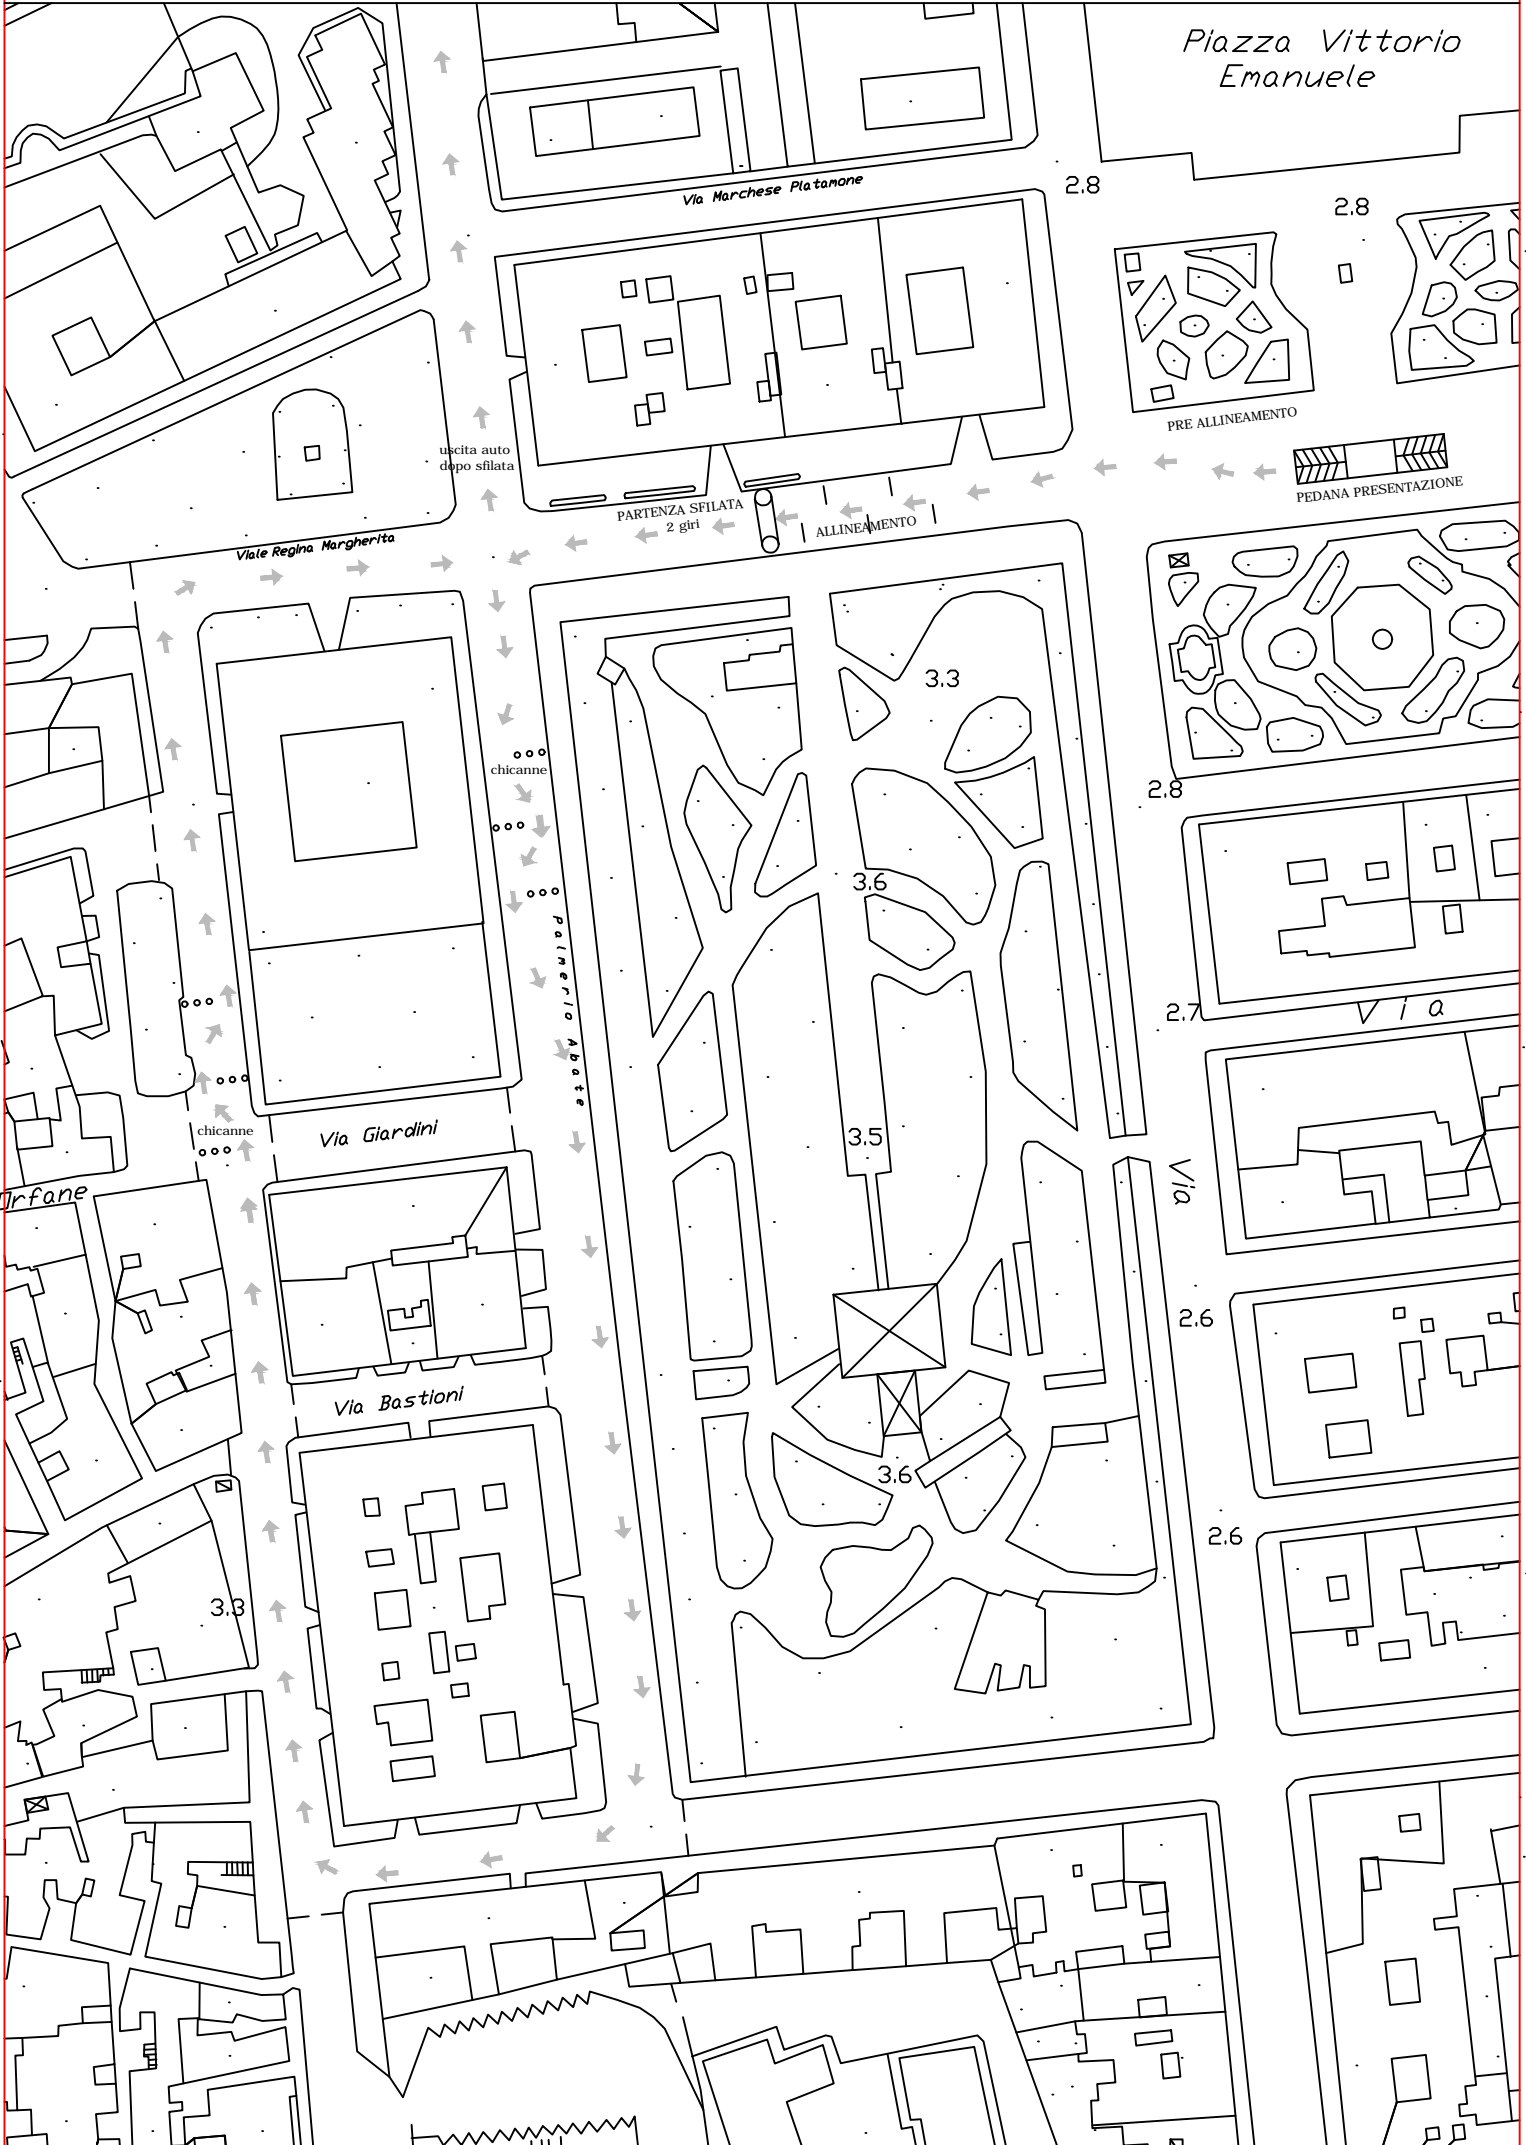 Piazza Vittorio
Emanuele
Via Marchese Platamone
2.8
2.8
PRE ALLINEAMENTO
uscita auto
dopo sfilata
PEDANA PRESENTAZIONE
PARTENZA SFILATA
2 giri
ALLINEAMENTO
Viale Regina Margherita
3.3
chicanne
2.8
3.6
Palmerio Abate
2.7
Via
chicanne
Via Giardini
3.5
Via
Orfane
2.6
Via Bastioni
3.6
2.6
3.3